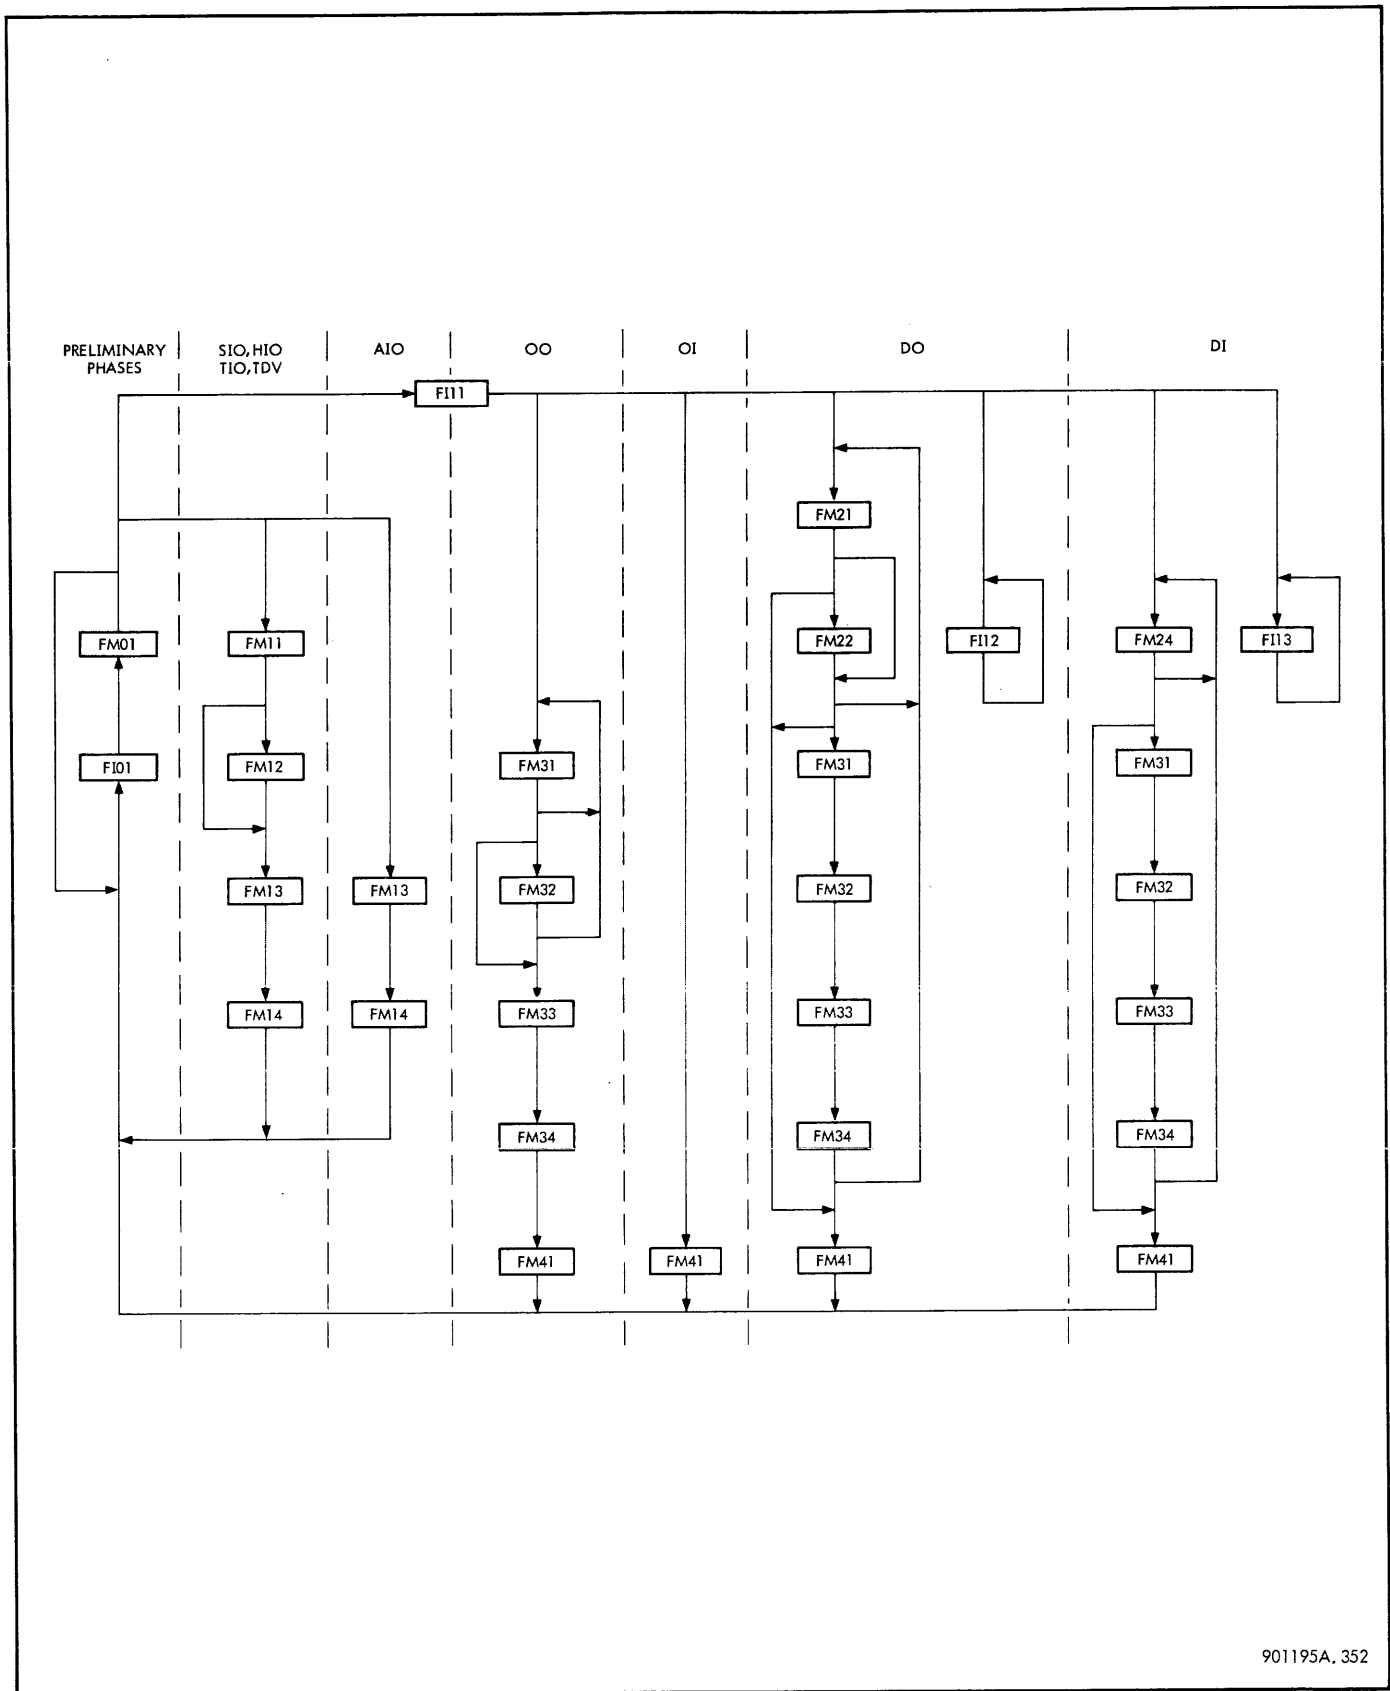 PRELIMINARY
PHASES
SIO, HIO
TIO, TDV
AIO
OO
OI
DO
DI
FI11
FM21
FM01
FM11
FM22
FI12
FM24
FI13
FI01
FM12
FM31
FM31
FM31
FM13
FM13
FM32
FM32
FM32
FM14
FM14
FM33
FM33
FM33
FM34
FM34
FM34
FM41
FM41
FM41
FM41
901195A. 352